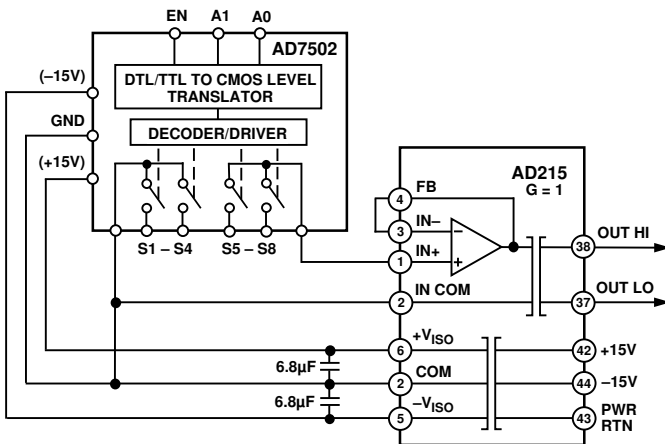 EN A1 A0
AD7502
(–15V)
DTL/TTL TO CMOS LEVEL
TRANSLATOR
GND
DECODER/DRIVER
(+15V)
S1 – S4 S5 – S8
AD215
G = 1
4 FB
3 IN–
–
1 IN+
+
38 OUT HI
2 IN COM
37 OUT LO
+VISO
6
42 +15V
6.8µF
COM
2
44 –15V
6.8µF
–VISO
5
43 PWR
RTN